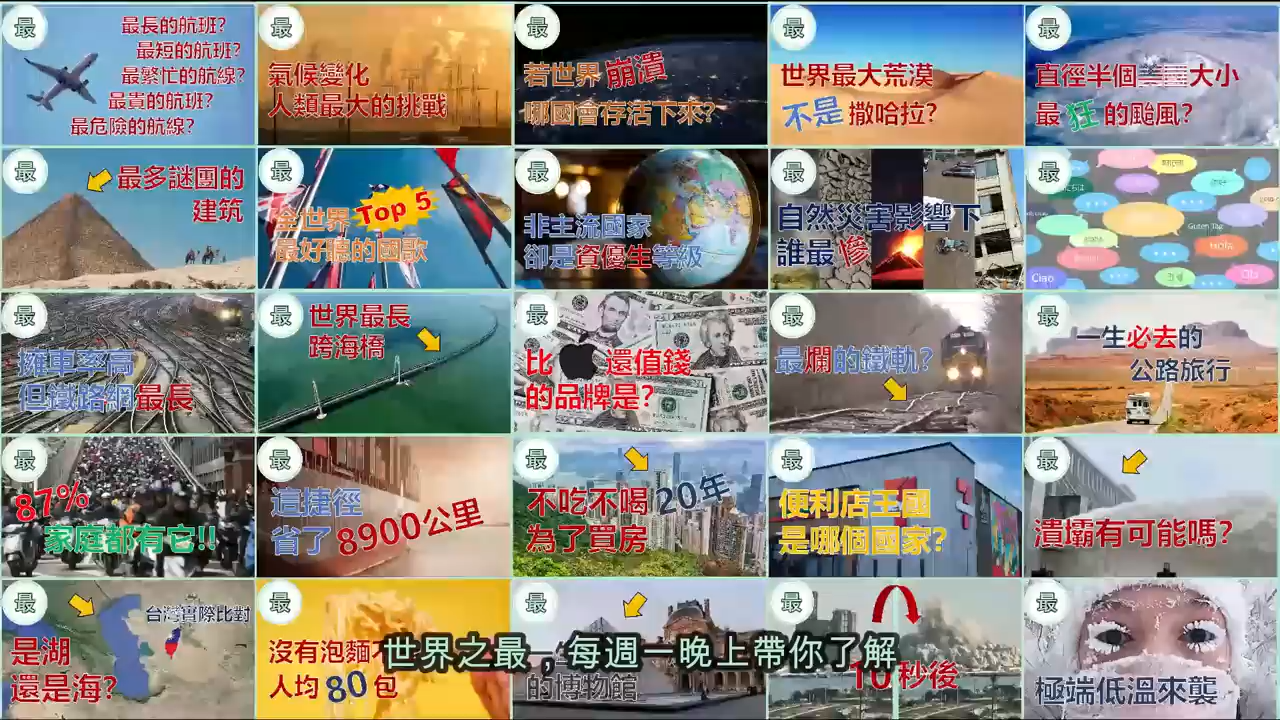 最
最長的航班?
最短的航班?
最繁忙的航線?
最貴的航班?
最危險的航線?
最
氣候變化
人類最大的挑戰
最
若世界崩潰
哪國會存活下來?
最
世界最大荒漠
不是撒哈拉?
最
直徑半個三國大小
最狂的颱風?
最
最多謎團的
建筑
最
全世界Top 5
最好聽的國歌
最
非主流國家
卻是資優生等級
最
自然災害影響下
誰最慘
最
你好
Guten Tag
Hola
Ciao
Olá
最
擁車率高
但鐵路網最長
最
世界最長
跨海橋
最
比還值錢
的品牌是?
最
最爛的鐵軌?
最
一生必去的
公路旅行
最
87%
家庭都有它!!
最
這捷徑
省了8900公里
最
不吃不喝20年
為了買房
最
便利店王國
是哪個國家?
最
潰壩有可能嗎?
最
台灣實際比對
是湖
還是海?
最
沒有泡麵不
人均80包
最
的博物館
最
10秒後
最
極端低溫來襲
世界之最，每週一晚上帶你了解